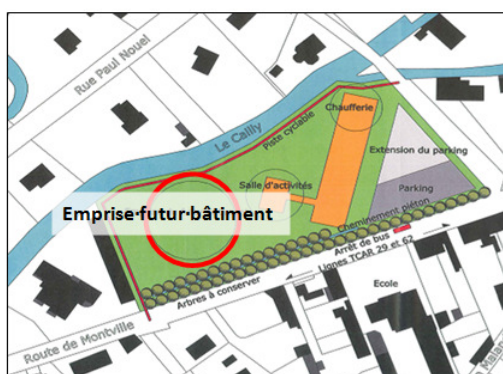 Rue Paul Nouel
Le Cailly
Piste cyclable
Chaufferie
Extension du parking
Salle d'activités
Parking
Emprise·futur·bâtiment
Cheminement piéton
Arrêt de bus
Lignes TCAR 29 et 62
Arbres à conserver
Ecole
Route de Montville